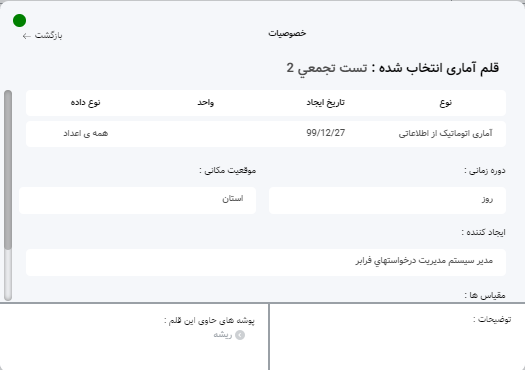 خصوصیات
بازگشت
قلم آماری انتخاب شده : تست تجمعي 2
نوع تاریخ ایجاد واحد نوع داده
آماری اتوماتیک از اطلاعاتی 99/12/27 همه ی اعداد
دوره زمانی : موقعیت مکانی :
روز استان
ایجاد کننده :
مدیر سیستم مدیریت درخواستهاي فرابر
مقیاس ها :
توضیحات : پوشه های حاوی این قلم :
ریشه